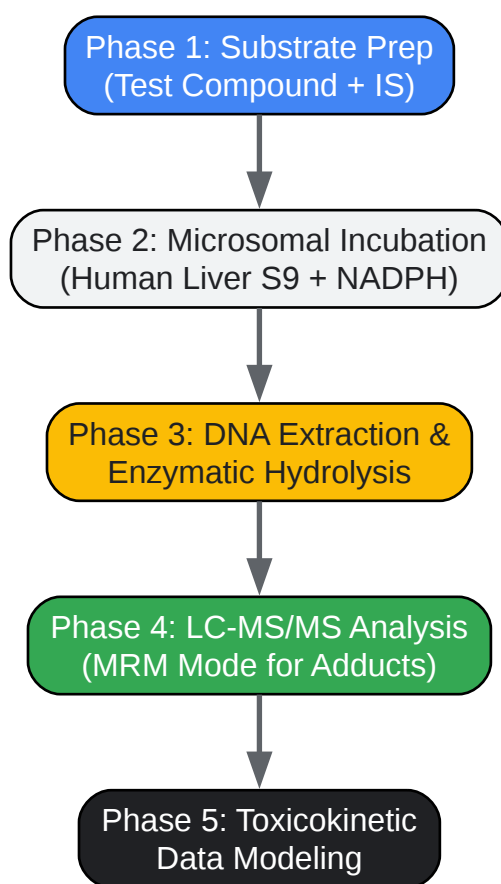 Phase 1: Substrate Prep
(Test Compound + IS)
Phase 2: Microsomal Incubation
(Human Liver S9 + NADPH)
Phase 3: DNA Extraction &
Enzymatic Hydrolysis
Phase 4: LC-MS/MS Analysis
(MRM Mode for Adducts)
Phase 5: Toxicokinetic
Data Modeling